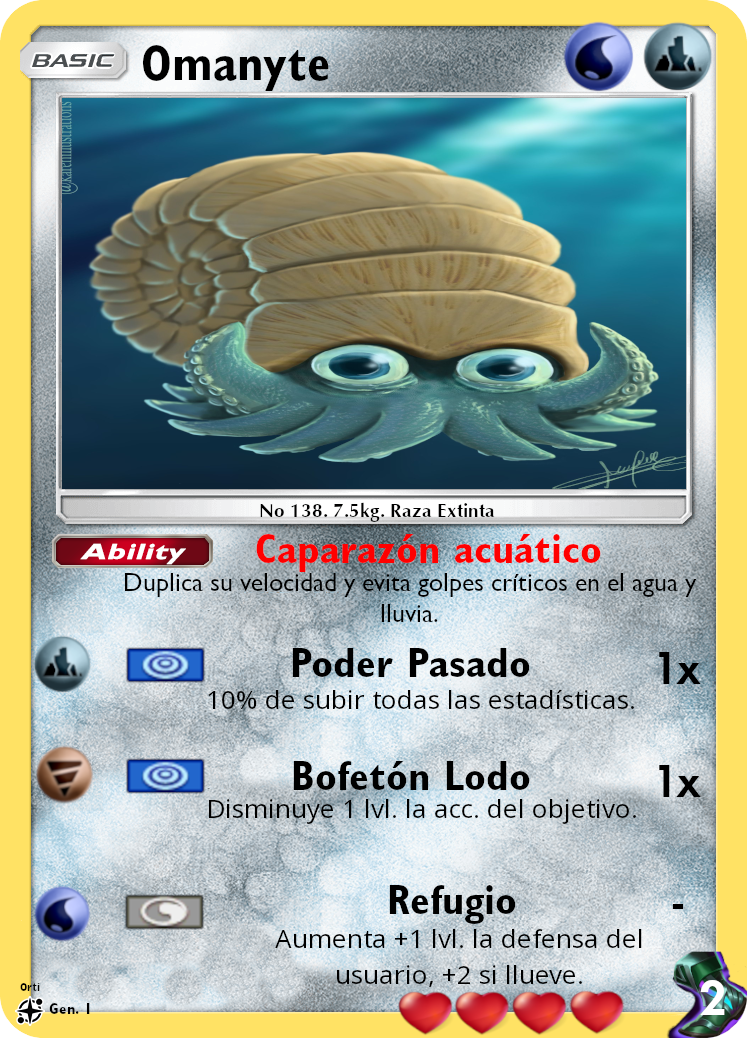 BASIC
Omanyte
@karenillustrations
No 138. 7.5kg. Raza Extinta
Ability
Caparazón acuático
Duplica su velocidad y evita golpes críticos en el agua y
lluvia.
Poder Pasado
1x
10% de subir todas las estadísticas.
Bofetón Lodo
1x
Disminuye 1 lvl. la acc. del objetivo.
Refugio
-
Aumenta +1 lvl. la defensa del
usuario, +2 si llueve.
Orti
Gen. I
2